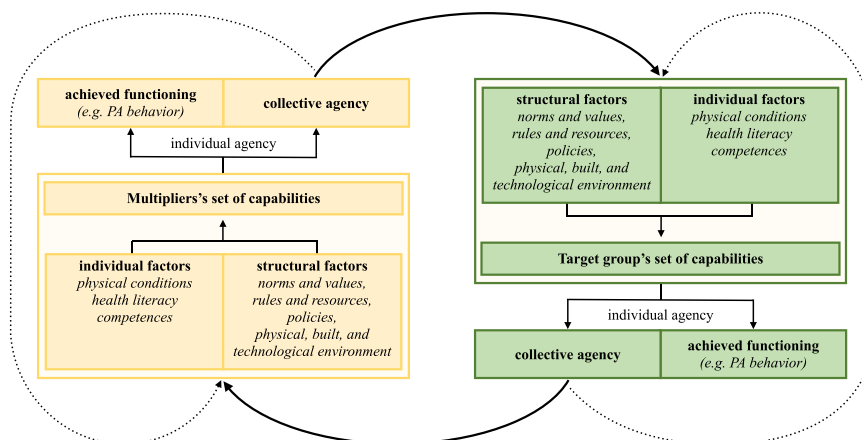 achieved functioning
(e.g. PA behavior)
collective agency
individual agency
Multipliers's set of capabilities
individual factors
physical conditions
health literacy
competences
structural factors
norms and values,
rules and resources,
policies,
physical, built, and
technological environment
structural factors
norms and values,
rules and resources,
policies,
physical, built, and
technological environment
individual factors
physical conditions
health literacy
competences
Target group's set of capabilities
individual agency
collective agency
achieved functioning
(e.g. PA behavior)